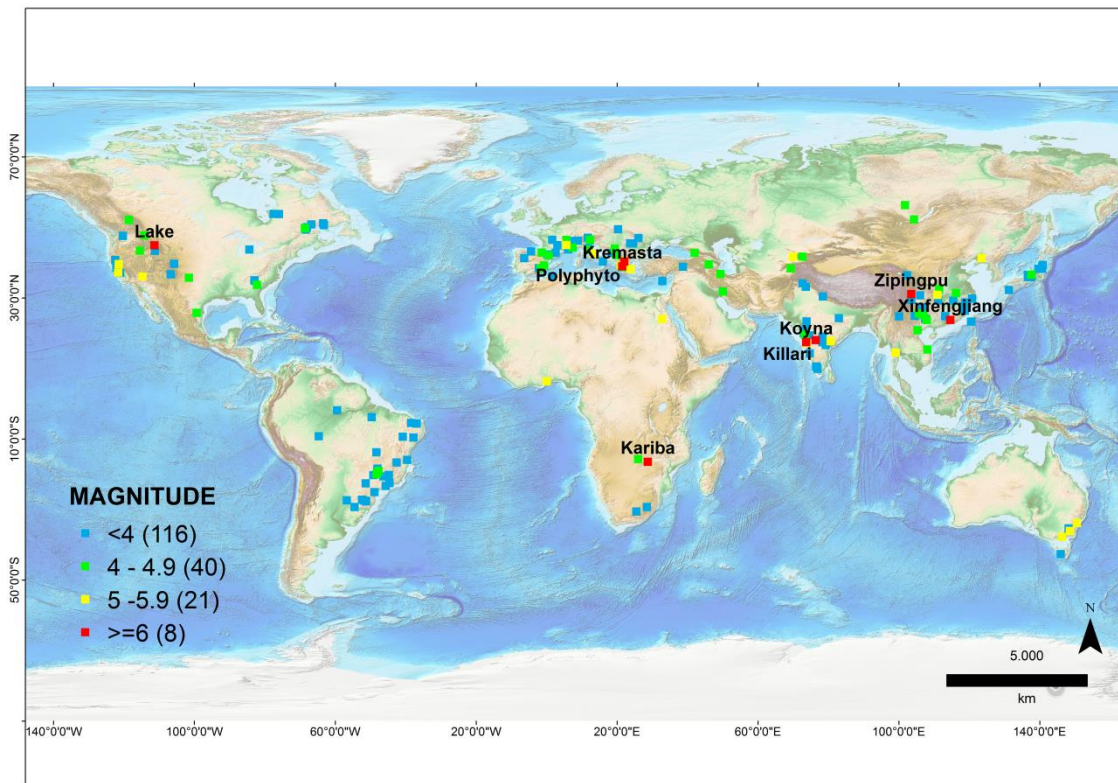 70°0'0"N
Lake
Kremasta
Polyphyto
Zipingpu
30°0'0"N
Xinfengjiang
Koyna
Killari
10°0'0"S
Kariba
MAGNITUDE
<4 (116)
4 - 4.9 (40)
5 -5.9 (21)
>=6 (8)
50°0'0"S
N
5.000
km
140°0'0"W
100°0'0"W
60°0'0"W
20°0'0"W
20°0'0"E
60°0'0"E
100°0'0"E
140°0'0"E